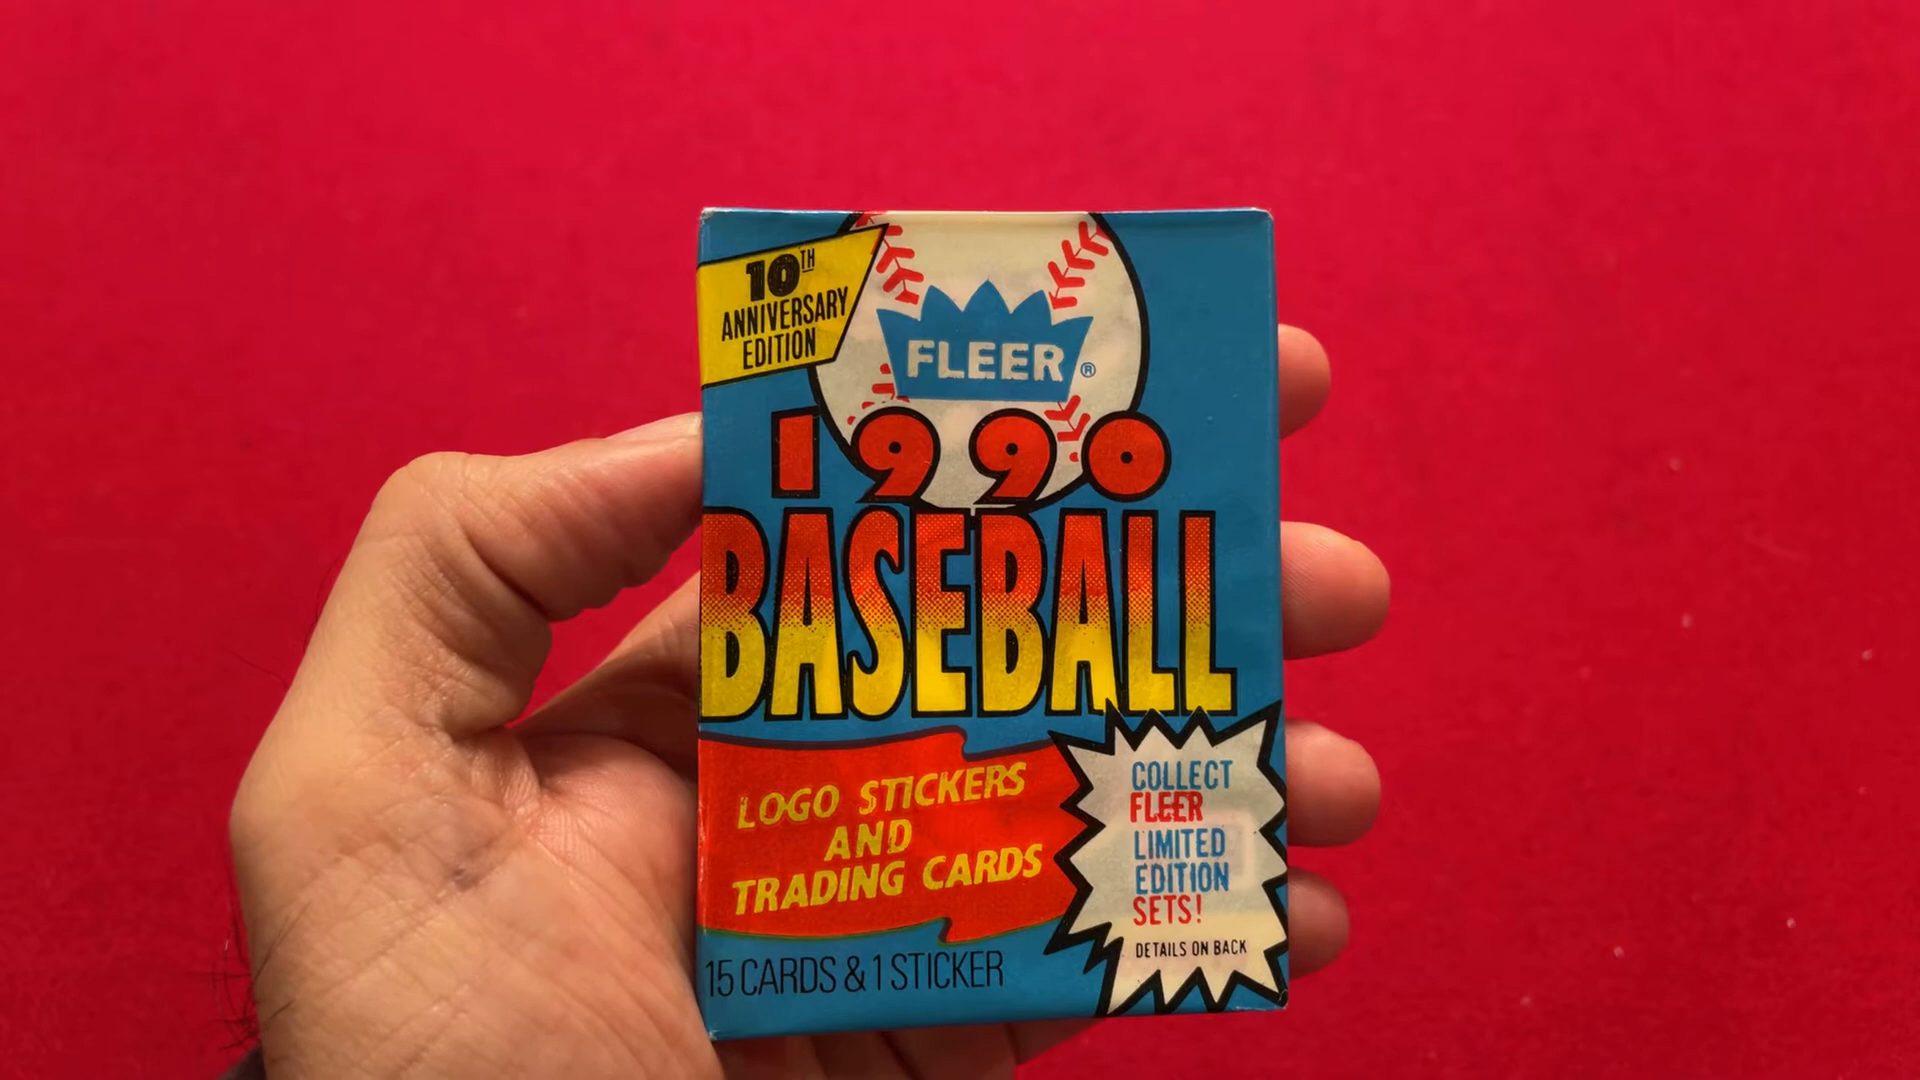 10TH
ANNIVERSARY
EDITION
FLEER®
1990
BASEBALL
LOGO STICKERS
AND
TRADING CARDS
COLLECT
FLEER
LIMITED
EDITION
SETS!
DETAILS ON BACK
15 CARDS & 1 STICKER